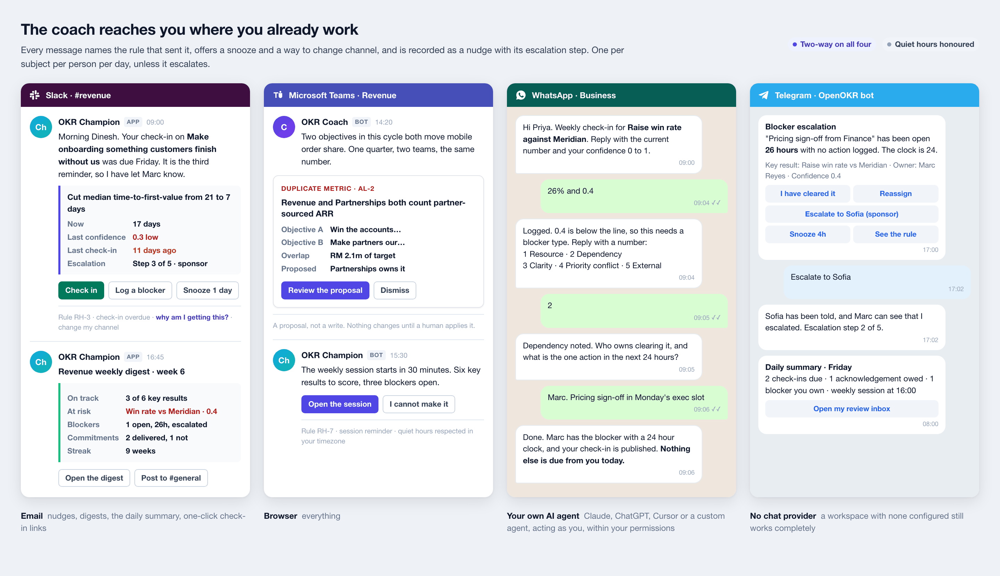 The coach reaches you where you already work
Every message names the rule that sent it, offers a snooze and a way to change channel, and is recorded as a nudge with its escalation step. One per
subject per person per day, unless it escalates.
Two-way on all four
Quiet hours honoured
Slack · #revenue
Ch
OKR Champion APP 09:00
Morning Dinesh. Your check-in on Make
onboarding something customers finish
without us was due Friday. It is the third
reminder, so I have let Marc know.
Cut median time-to-first-value from 21 to 7
days
Now 17 days
Last confidence 0.3 low
Last check-in 11 days ago
Escalation Step 3 of 5 · sponsor
Check in Log a blocker Snooze 1 day
Rule RH-3 · check-in overdue · why am I getting this? ·
change my channel
Ch
OKR Champion APP 16:45
Revenue weekly digest · week 6
On track 3 of 6 key results
At risk Win rate vs Meridian · 0.4
Blockers 1 open, 26h, escalated
Commitments 2 delivered, 1 not
Streak 9 weeks
Open the digest Post to #general
Microsoft Teams · Revenue
C
OKR Coach BOT 14:20
Two objectives in this cycle both move mobile
order share. One quarter, two teams, the same
number.
DUPLICATE METRIC · AL-2
Revenue and Partnerships both count partner-
sourced ARR
Objective A Win the accounts…
Objective B Make partners our…
Overlap RM 2.1m of target
Proposed Partnerships owns it
Review the proposal Dismiss
A proposal, not a write. Nothing changes until a human applies it.
Ch
OKR Champion BOT 15:30
The weekly session starts in 30 minutes. Six key
results to score, three blockers open.
Open the session I cannot make it
Rule RH-7 · session reminder · quiet hours respected in
your timezone
WhatsApp · Business
Hi Priya. Weekly check-in for Raise win rate
against Meridian. Reply with the current
number and your confidence 0 to 1.
09:00
26% and 0.4
09:04 ✓✓
Logged. 0.4 is below the line, so this needs a
blocker type. Reply with a number:
1 Resource · 2 Dependency
3 Clarity · 4 Priority conflict · 5 External
09:04
2
09:05 ✓✓
Dependency noted. Who owns clearing it, and
what is the one action in the next 24 hours?
09:05
Marc. Pricing sign-off in Monday's exec slot
09:06 ✓✓
Done. Marc has the blocker with a 24 hour
clock, and your check-in is published. Nothing
else is due from you today.
09:06
Telegram · OpenOKR bot
Blocker escalation
"Pricing sign-off from Finance" has been open
26 hours with no action logged. The clock is 24.
Key result: Raise win rate vs Meridian · Owner: Marc
Reyes · Confidence 0.4
I have cleared it Reassign
Escalate to Sofia (sponsor)
Snooze 4h See the rule
17:00
Escalate to Sofia
17:02
Sofia has been told, and Marc can see that I
escalated. Escalation step 2 of 5.
17:02
Daily summary · Friday
2 check-ins due · 1 acknowledgement owed · 1
blocker you own · weekly session at 16:00
Open my review inbox
08:00
Email nudges, digests, the daily summary, one-click check-
in links
Browser everything
Your own AI agent Claude, ChatGPT, Cursor or a custom
agent, acting as you, within your permissions
No chat provider a workspace with none configured still
works completely